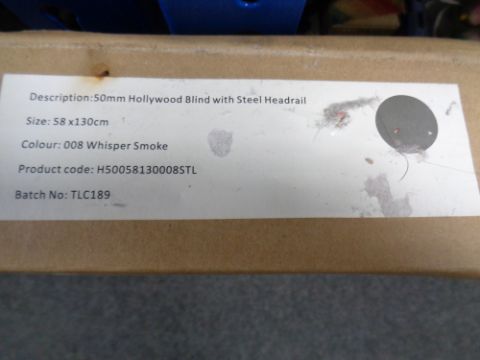 Description:50mm Hollywood Blind with Steel Headrail
Size: 58 x130cm
Colour: 008 Whisper Smoke
Product code: H50058130008STL
Batch No: TLC189